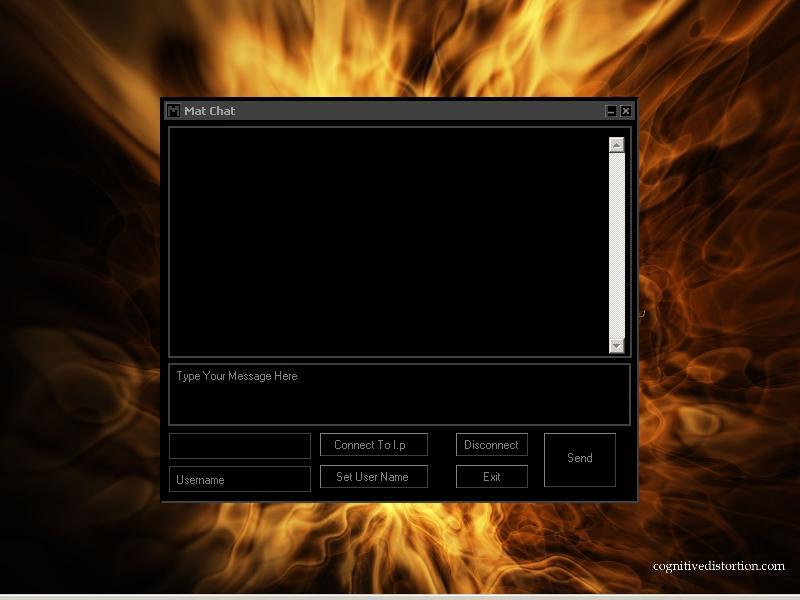 Mat Chat
Type Your Message Here
Connect To I.p
Disconnect
Send
Username
Set User Name
Exit
cognitivedistortion.com